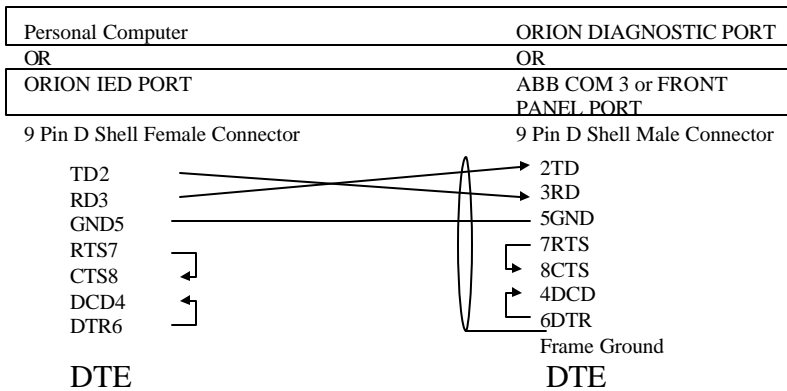 Personal Computer ORION DIAGNOSTIC PORT
OR OR
ORION IED PORT ABB COM 3 or FRONT
PANEL PORT
9 Pin D Shell Female Connector 9 Pin D Shell Male Connector
TD2 2TD
RD3 3RD
GND5 5GND
RTS7 7RTS
CTS8 8CTS
DCD4 4DCD
DTR6 6DTR
Frame Ground
DTE DTE